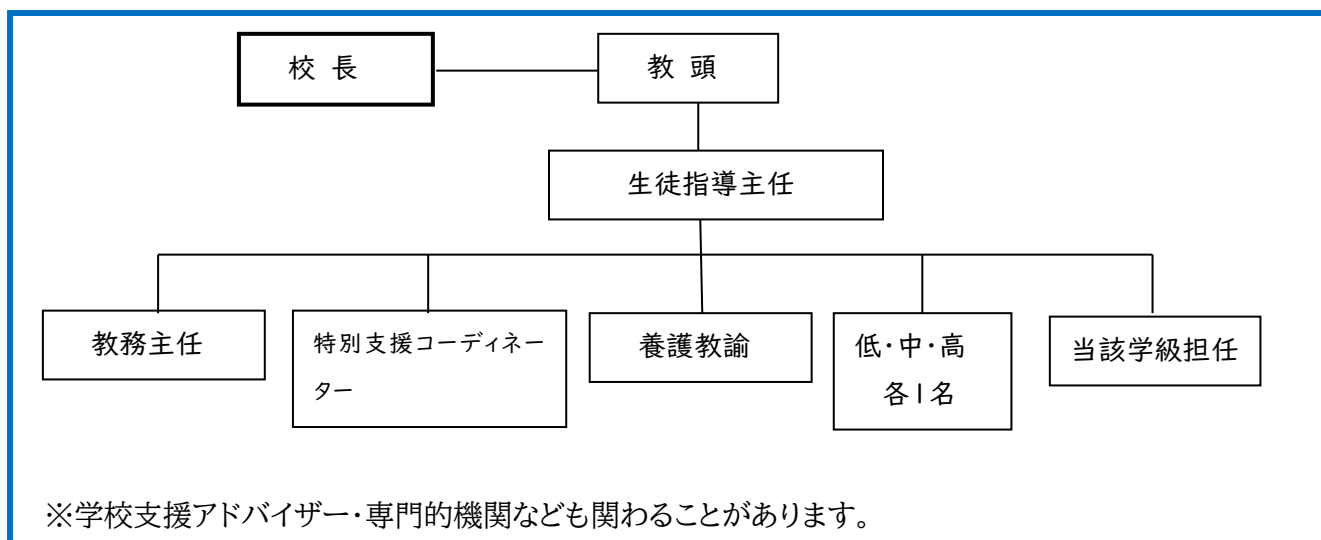 校 長
教 頭
生徒指導主任
教務主任
特別支援コーディネー
ター
養護教諭
低・中・高
各1名
当該学級担任
※学校支援アドバイザー・専門的機関なども関わることがあります。